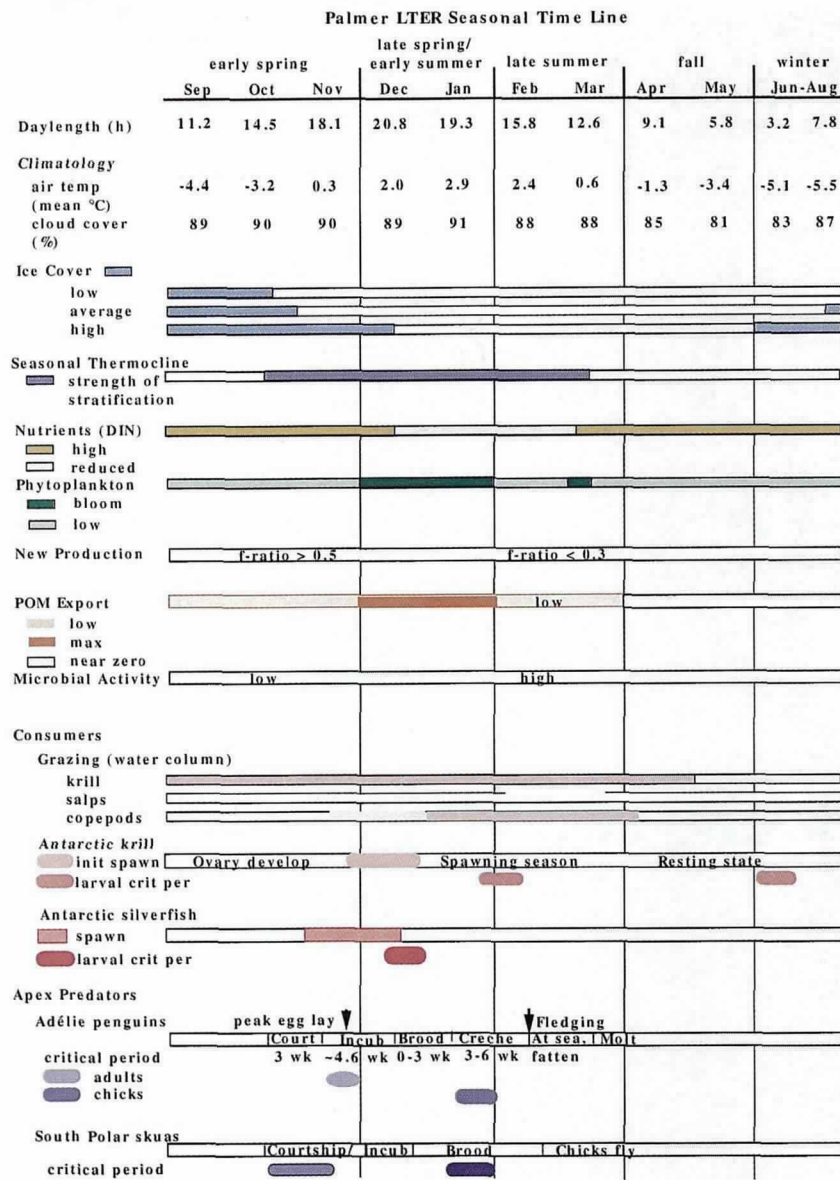 Palmer LTER Seasonal Time Line
early spring late spring/ early summer late summer fall winter
Sep Oct Nov Dec Jan Feb Mar Apr May Jun-Aug
Daylength (h) 11.2 14.5 18.1 20.8 19.3 15.8 12.6 9.1 5.8 3.2 7.8
Climatology
air temp -4.4 -3.2 0.3 2.0 2.9 2.4 0.6 -1.3 -3.4 -5.1 -5.5
(mean °C)
cloud cover 89 90 90 89 91 88 88 85 81 83 87
(%)
Ice Cover
low
average
high
Seasonal Thermocline
strength of
stratification
Nutrients (DIN)
high
reduced
Phytoplankton
bloom
low
New Production f-ratio > 0.5 f-ratio < 0.3
POM Export low
low
max
near zero
Microbial Activity low high
Consumers
Grazing (water column)
krill
salps
copepods
Antarctic krill
init spawn Ovary develop Spawning season Resting state
larval crit per
Antarctic silverfish
spawn
larval crit per
Apex Predators
Adélie penguins peak egg lay Fledging
Court Incub Brood Creche At sea, Molt
critical period 3 wk ~4.6 wk 0-3 wk 3-6 wk fatten
adults
chicks
South Polar skuas
Courtship/ Incub Brood Chicks fly
critical period